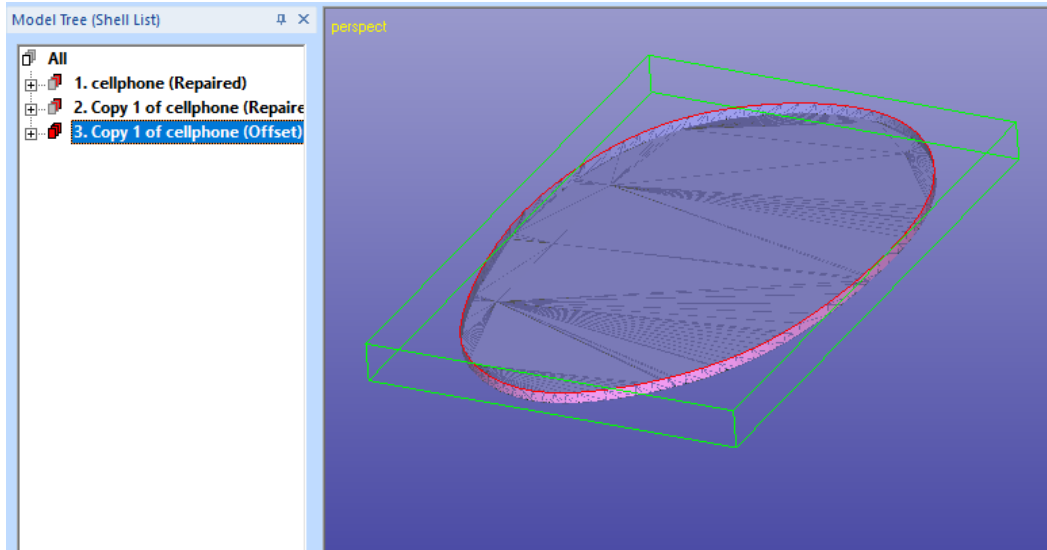 Model Tree (Shell List)
All
1. cellphone (Repaired)
2. Copy 1 of cellphone (Repaire
3. Copy 1 of cellphone (Offset)
perspect